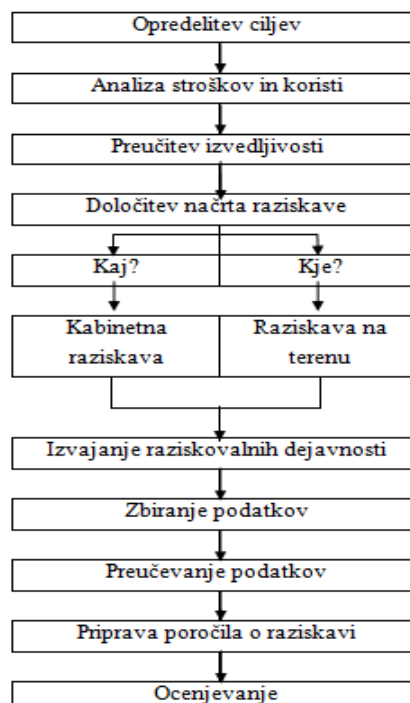 Opredelitev ciljev
Analiza stroškov in koristi
Preučitev izvedljivosti
Določitev načrta raziskave
Kaj?
Kje?
Kabinetna
raziskava
Raziskava na
terenu
Izvajanje raziskovalnih dejavnosti
Zbiranje podatkov
Preučevanje podatkov
Priprava poročila o raziskavi
Ocenjevanje